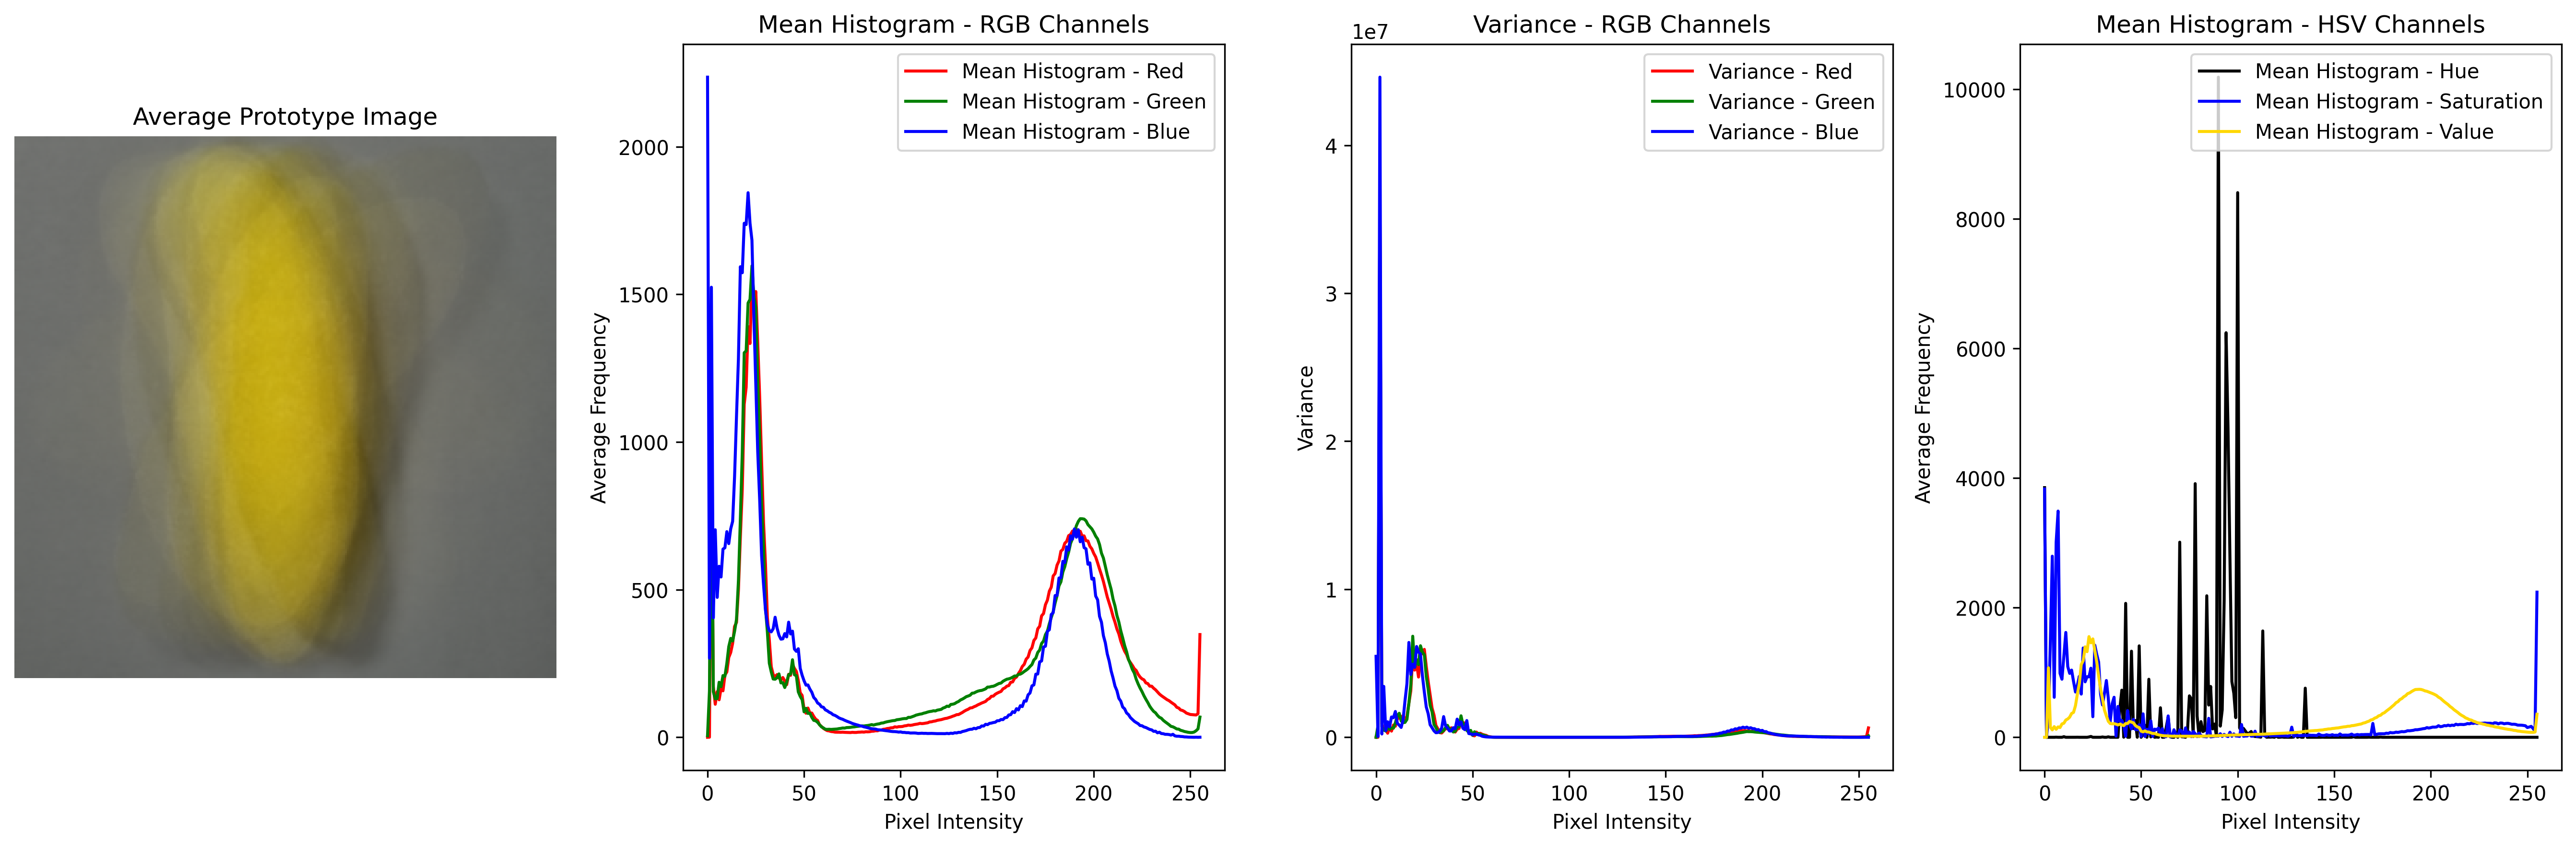 Average Prototype Image
Mean Histogram - RGB Channels
Mean Histogram - Red
Mean Histogram - Green
Mean Histogram - Blue
Average Frequency
2000
1500
1000
500
0
0 50 100 150 200 250
Pixel Intensity
Variance - RGB Channels
1e7
Variance - Red
Variance - Green
Variance - Blue
Variance
4
3
2
1
0
0 50 100 150 200 250
Pixel Intensity
Mean Histogram - HSV Channels
Mean Histogram - Hue
Mean Histogram - Saturation
Mean Histogram - Value
Average Frequency
10000
8000
6000
4000
2000
0
0 50 100 150 200 250
Pixel Intensity